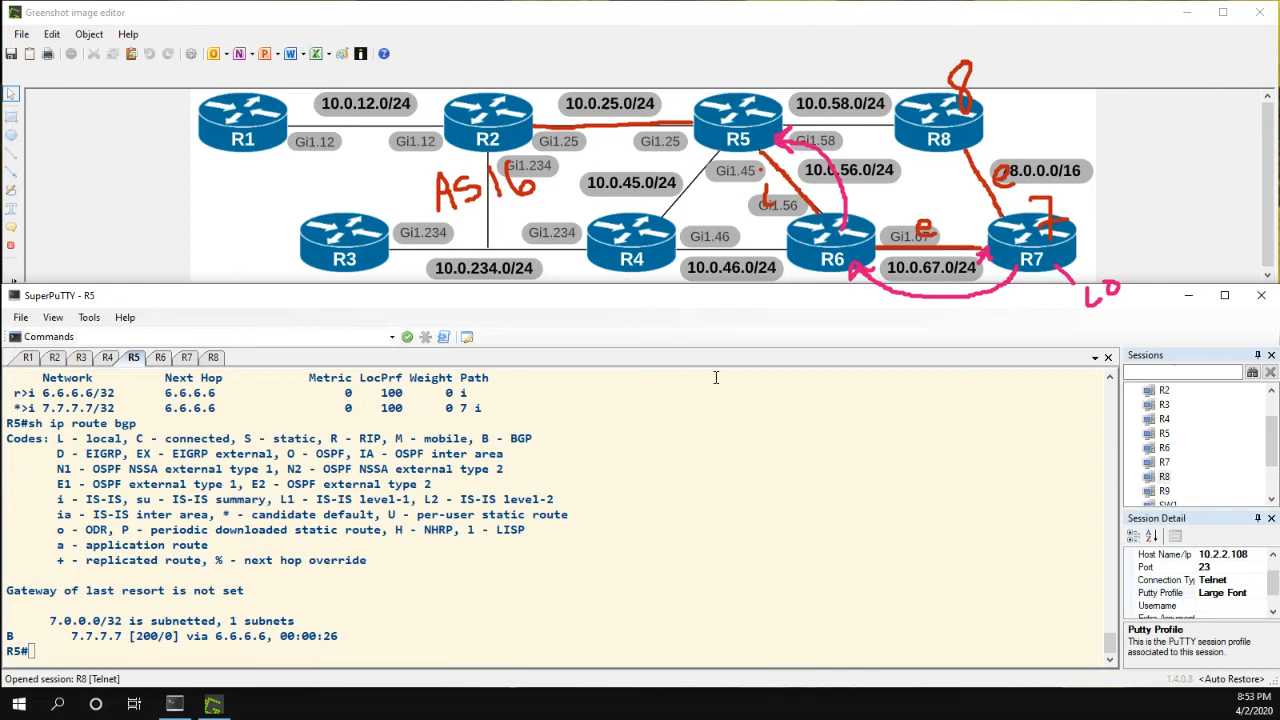 Greenshot image editor
File Edit Object Help
10.0.12.0/24 10.0.25.0/24 10.0.58.0/24 8
R1 R2 R5 R8
Gi1.12 Gi1.12 Gi1.25 Gi1.25 Gi1.58
Gi1.234 10.0.56.0/24 78.0.0.0/16 e
AS 16 10.0.45.0/24 Gi1.45 i Gi1.56 7
Gi1.234 Gi1.234 Gi1.46 Gi1.67 e
R3 R4 R6 R7
10.0.234.0/24 10.0.46.0/24 10.0.67.0/24
L0
SuperPuTTY - R5
File View Tools Help
Commands
R1 R2 R3 R4 R5 R6 R7 R8
Network Next Hop Metric LocPrf Weight Path
r>i 6.6.6.6/32 6.6.6.6 0 100 0 i
*>i 7.7.7.7/32 6.6.6.6 0 100 0 7 i
R5#sh ip route bgp
Codes: L - local, C - connected, S - static, R - RIP, M - mobile, B - BGP
D - EIGRP, EX - EIGRP external, O - OSPF, IA - OSPF inter area
N1 - OSPF NSSA external type 1, N2 - OSPF NSSA external type 2
E1 - OSPF external type 1, E2 - OSPF external type 2
i - IS-IS, su - IS-IS summary, L1 - IS-IS level-1, L2 - IS-IS level-2
ia - IS-IS inter area, * - candidate default, U - per-user static route
o - ODR, P - periodic downloaded static route, H - NHRP, l - LISP
a - application route
+ - replicated route, % - next hop override
Gateway of last resort is not set
7.0.0.0/32 is subnetted, 1 subnets
B 7.7.7.7 [200/0] via 6.6.6.6, 00:00:26
R5#
Sessions
R2
R3
R4
R5
R6
R7
R8
R9
Session Detail
Host Name/Ip 10.2.2.108
Port 23
Connection Ty Telnet
Putty Profile Large Font
Username
Putty Profile
This is the PuTTY session profile
associated to this session.
Opened session: R8 [Telnet] 1.4.0.8 <Auto Restore>
8:53 PM
4/2/2020